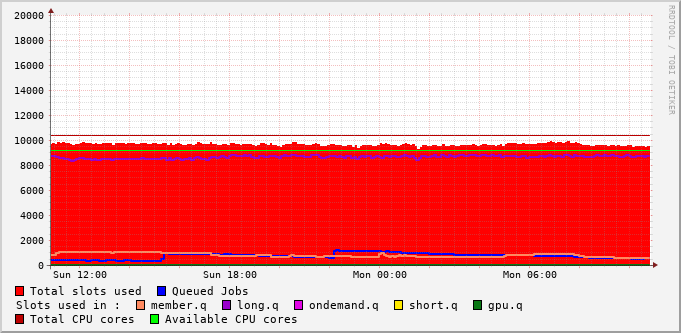 20000
18000
16000
14000
12000
10000
8000
6000
4000
2000
0
Sun 12:00 Sun 18:00 Mon 00:00 Mon 06:00
Total slots used Queued Jobs
Slots used in : member.q long.q ondemand.q short.q gpu.q
Total CPU cores Available CPU cores
RRDTOOL / TOBI OETIKER